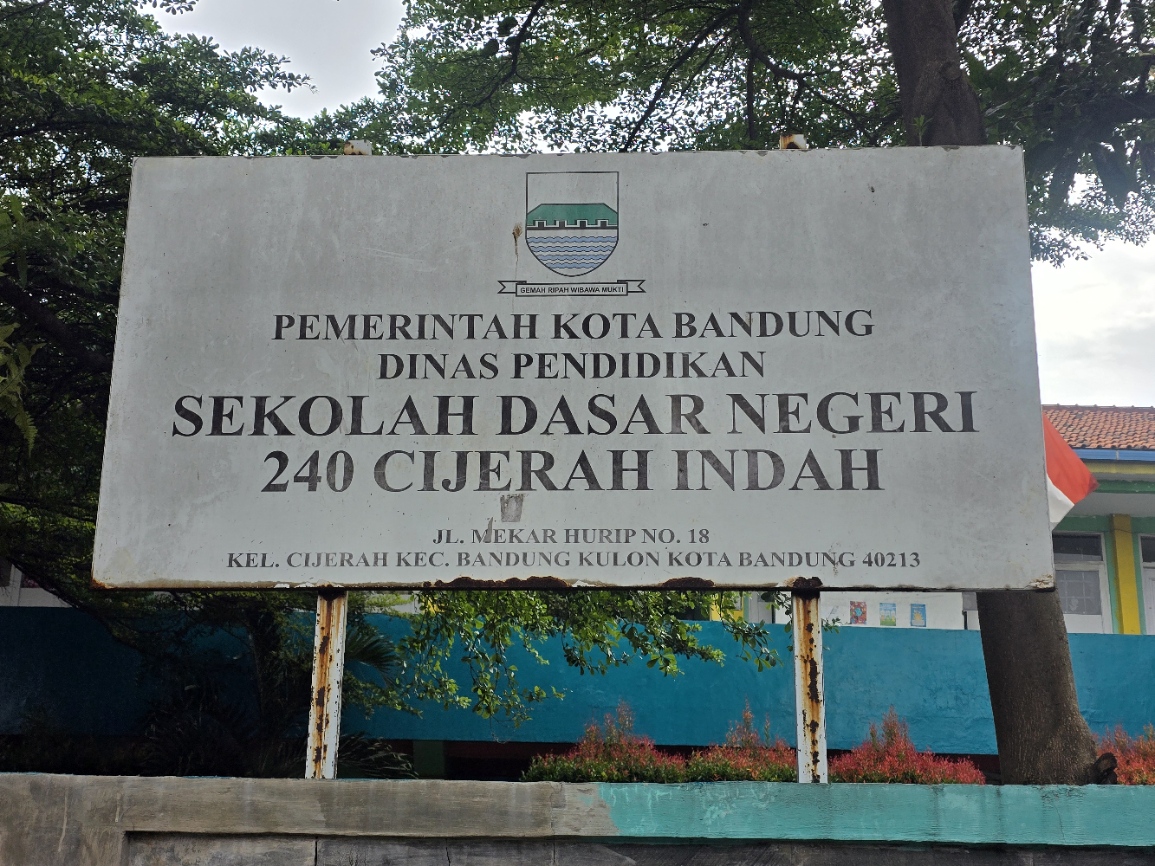 GEMAH RIPAH WIBAWA MUKTI
PEMERINTAH KOTA BANDUNG
DINAS PENDIDIKAN
SEKOLAH DASAR NEGERI
240 CIJERAH INDAH
JL. MEKAR HURIP NO. 18
KEL. CIJERAH KEC. BANDUNG KULON KOTA BANDUNG 40213